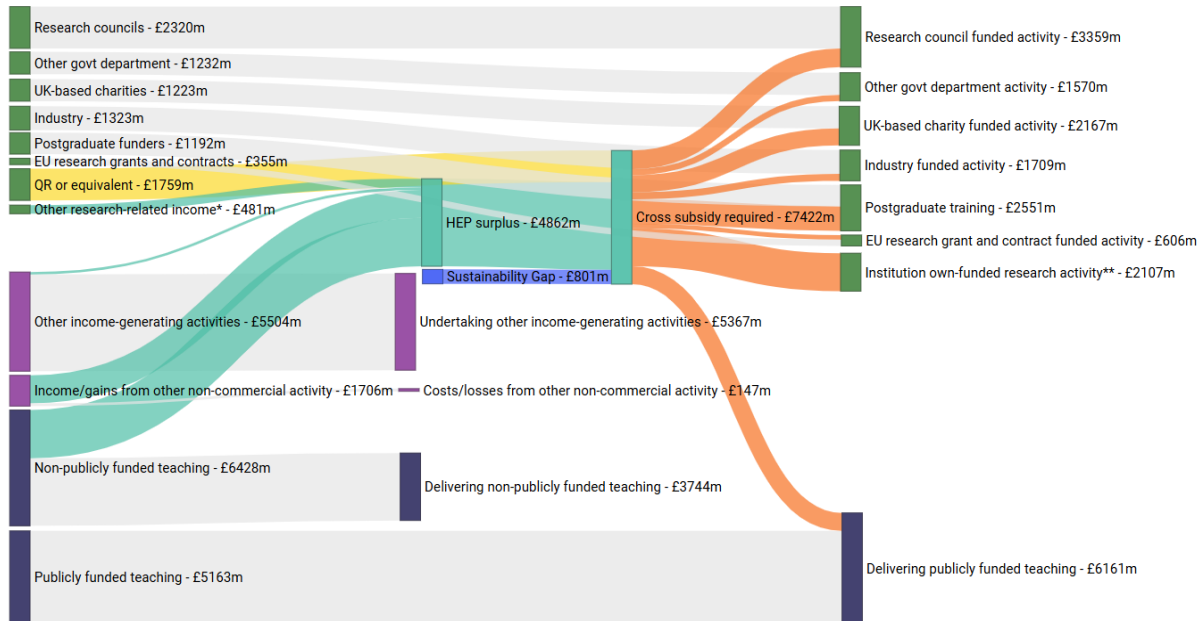 Research councils - £2320m
Other govt department - £1232m
UK-based charities - £1223m
Industry - £1323m
Postgraduate funders - £1192m
EU research grants and contracts - £355m
QR or equivalent - £1759m
Other research-related income* - £481m
Other income-generating activities - £5504m
Income/gains from other non-commercial activity - £1706m
Non-publicly funded teaching - £6428m
Publicly funded teaching - £5163m
HEP surplus - £4862m
Sustainability Gap - £801m
Undertaking other income-generating activities - £5367m
Costs/losses from other non-commercial activity - £147m
Delivering non-publicly funded teaching - £3744m
Cross subsidy required - £7422m
Research council funded activity - £3359m
Other govt department activity - £1570m
UK-based charity funded activity - £2167m
Industry funded activity - £1709m
Postgraduate training - £2551m
EU research grant and contract funded activity - £606m
Institution own-funded research activity** - £2107m
Delivering publicly funded teaching - £6161m